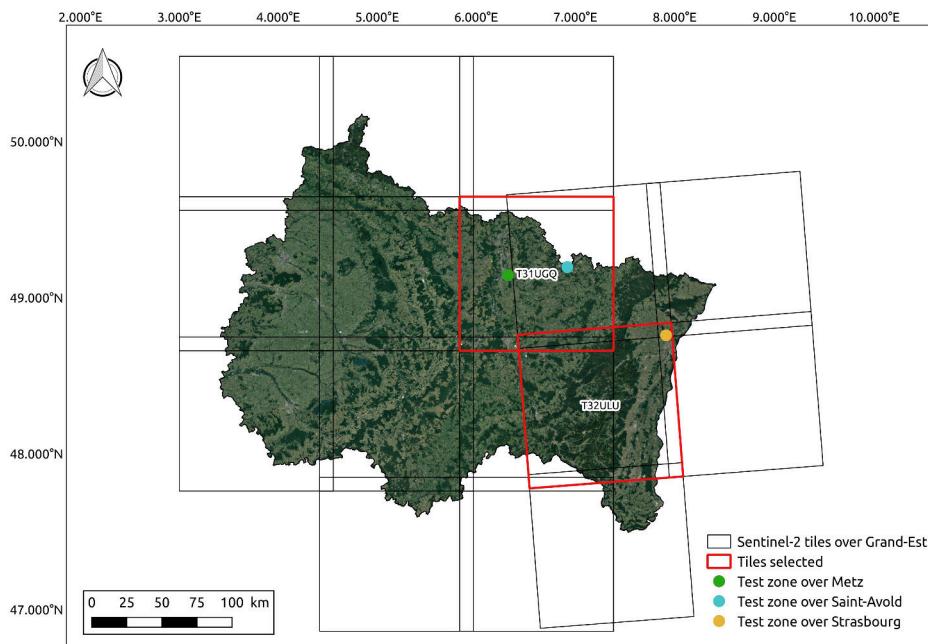 2.000°E 3.000°E 4.000°E 5.000°E 6.000°E 7.000°E 8.000°E 9.000°E 10.000°E
50.000°N
T31UGQ
49.000°N
T32ULU
48.000°N
Sentinel-2 tiles over Grand-Est
Tiles selected
Test zone over Metz
Test zone over Saint-Avold
Test zone over Strasbourg
0 25 50 75 100 km
47.000°N